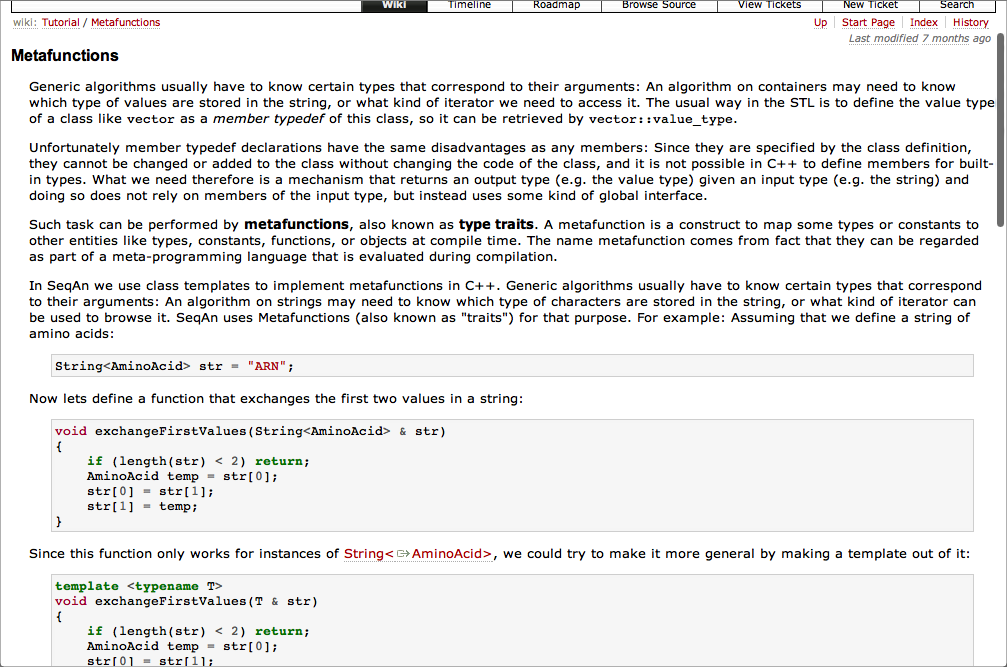 Wiki Timeline Roadmap Browse Source View Tickets New Ticket Search
wiki: Tutorial / Metafunctions
Up Start Page Index History
Last modified 7 months ago
Metafunctions
Generic algorithms usually have to know certain types that correspond to their arguments: An algorithm on containers may need to know
which type of values are stored in the string, or what kind of iterator we need to access it. The usual way in the STL is to define the value type
of a class like vector as a member typedef of this class, so it can be retrieved by vector::value_type.
Unfortunately member typedef declarations have the same disadvantages as any members: Since they are specified by the class definition,
they cannot be changed or added to the class without changing the code of the class, and it is not possible in C++ to define members for built-
in types. What we need therefore is a mechanism that returns an output type (e.g. the value type) given an input type (e.g. the string) and
doing so does not rely on members of the input type, but instead uses some kind of global interface.
Such task can be performed by metafunctions, also known as type traits. A metafunction is a construct to map some types or constants to
other entities like types, constants, functions, or objects at compile time. The name metafunction comes from fact that they can be regarded
as part of a meta-programming language that is evaluated during compilation.
In SeqAn we use class templates to implement metafunctions in C++. Generic algorithms usually have to know certain types that correspond
to their arguments: An algorithm on strings may need to know which type of characters are stored in the string, or what kind of iterator can
be used to browse it. SeqAn uses Metafunctions (also known as "traits") for that purpose. For example: Assuming that we define a string of
amino acids:
String<AminoAcid> str = "ARN";
Now lets define a function that exchanges the first two values in a string:
void exchangeFirstValues(String<AminoAcid> & str)
{
if (length(str) < 2) return;
AminoAcid temp = str[0];
str[0] = str[1];
str[1] = temp;
}
Since this function only works for instances of String<AminoAcid>, we could try to make it more general by making a template out of it:
template <typename T>
void exchangeFirstValues(T & str)
{
if (length(str) < 2) return;
AminoAcid temp = str[0];
str[0] = str[1];